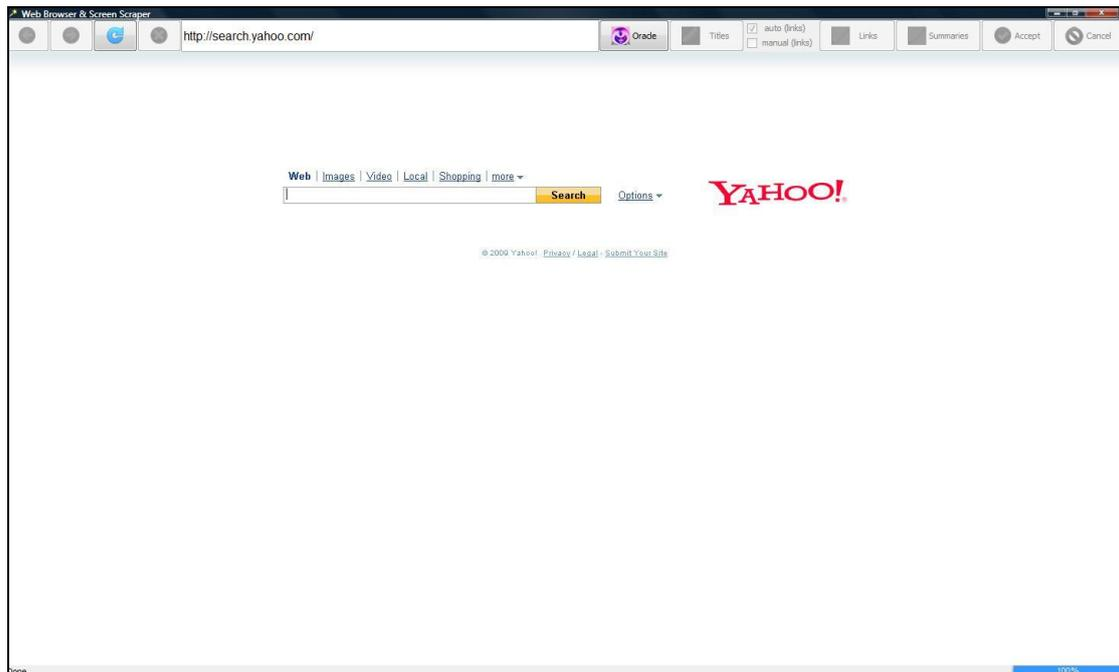 Web Browser & Screen Scraper
http://search.yahoo.com/ Oracle Titles auto (links) Links Summaries Accept Cancel
manual (links)
Web | Images | Video | Local | Shopping | more
Search Options YAHOO!
© 2009 Yahoo! Privacy / Legal - Submit Your Site
Done 100%